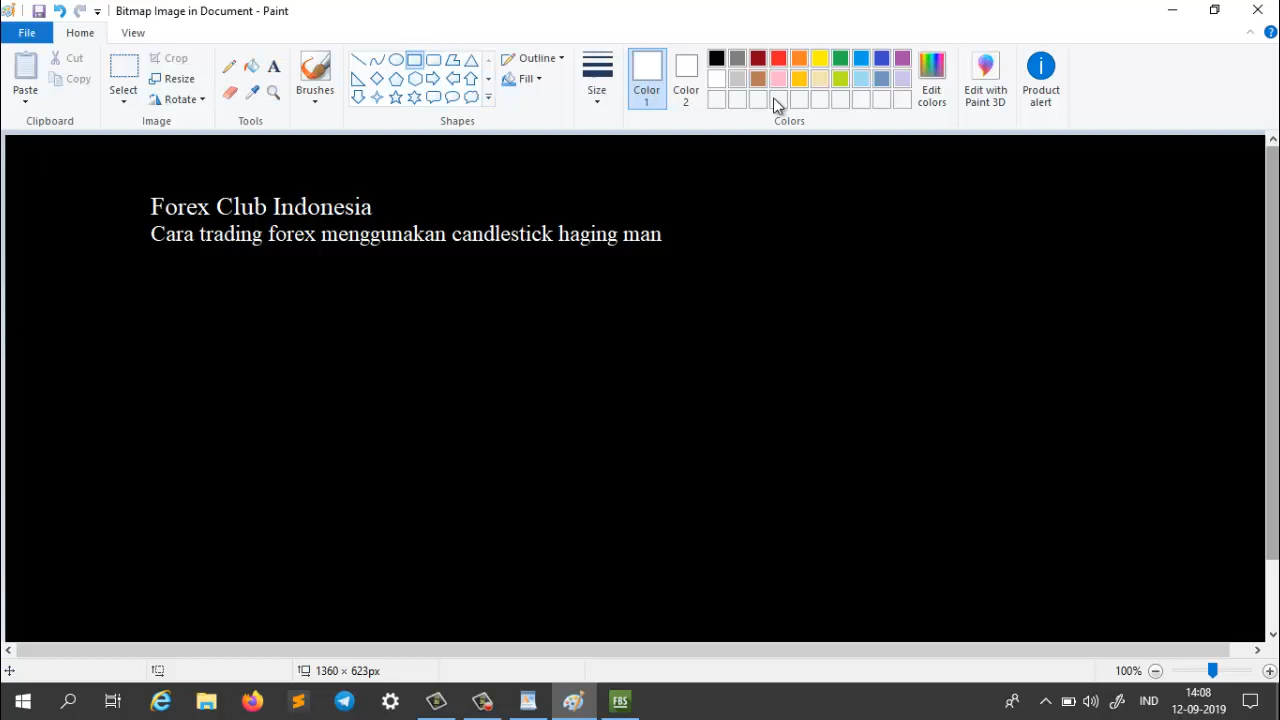 Bitmap Image in Document - Paint
File Home View
Paste
Cut
Copy
Clipboard
Select
Crop
Resize
Rotate
Image
A
Tools
Brushes
Outline
Fill
Shapes
Size
Color 1
Color 2
Edit colors
Colors
Edit with Paint 3D
Product alert
Forex Club Indonesia
Cara trading forex menggunakan candlestick haging man
1360 × 623px
100%
FBS
IND
14:08
12-09-2019